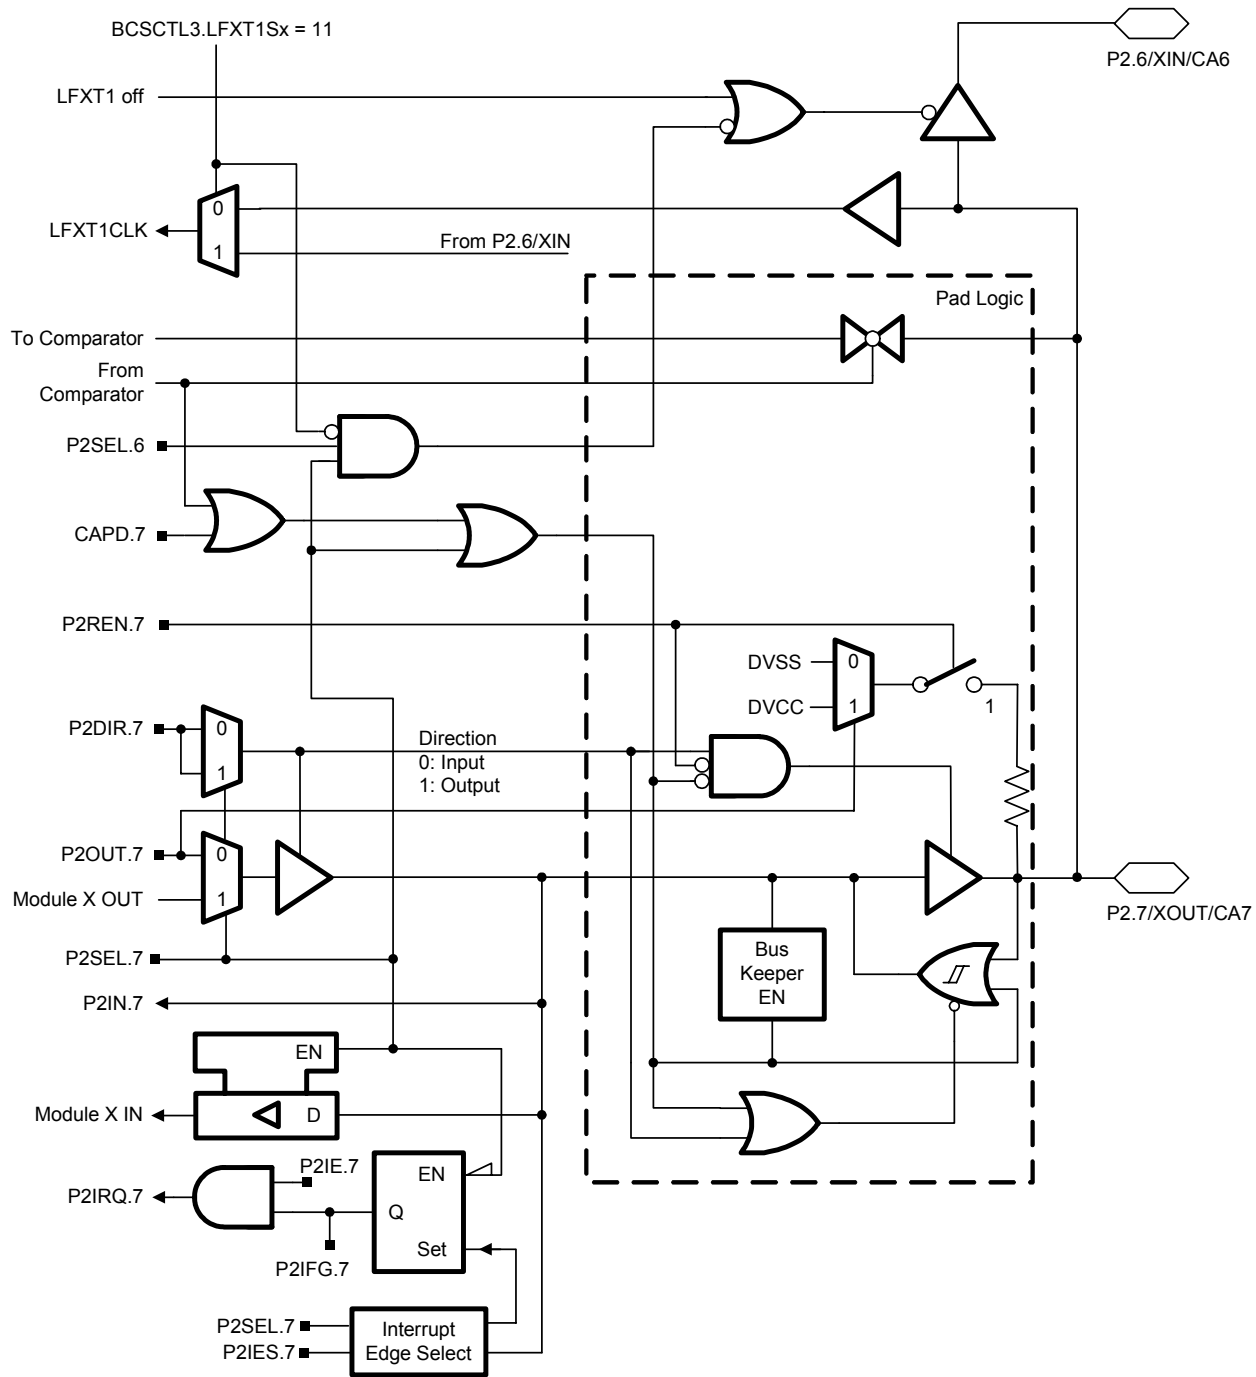 BCSCTL3.LFXT1Sx = 11
P2.6/XIN/CA6
LFXT1 off
0
LFXT1CLK
1
From P2.6/XIN
Pad Logic
To Comparator
From
Comparator
P2SEL.6
CAPD.7
P2REN.7
DVSS
0
DVCC
1
1
P2DIR.7
0
1
Direction
0: Input
1: Output
P2OUT.7
0
Module X OUT
1
P2.7/XOUT/CA7
P2SEL.7
Bus
Keeper
EN
P2IN.7
EN
Module X IN
D
P2IE.7
EN
P2IRQ.7
Q
Set
P2IFG.7
P2SEL.7
P2IES.7
Interrupt
Edge Select